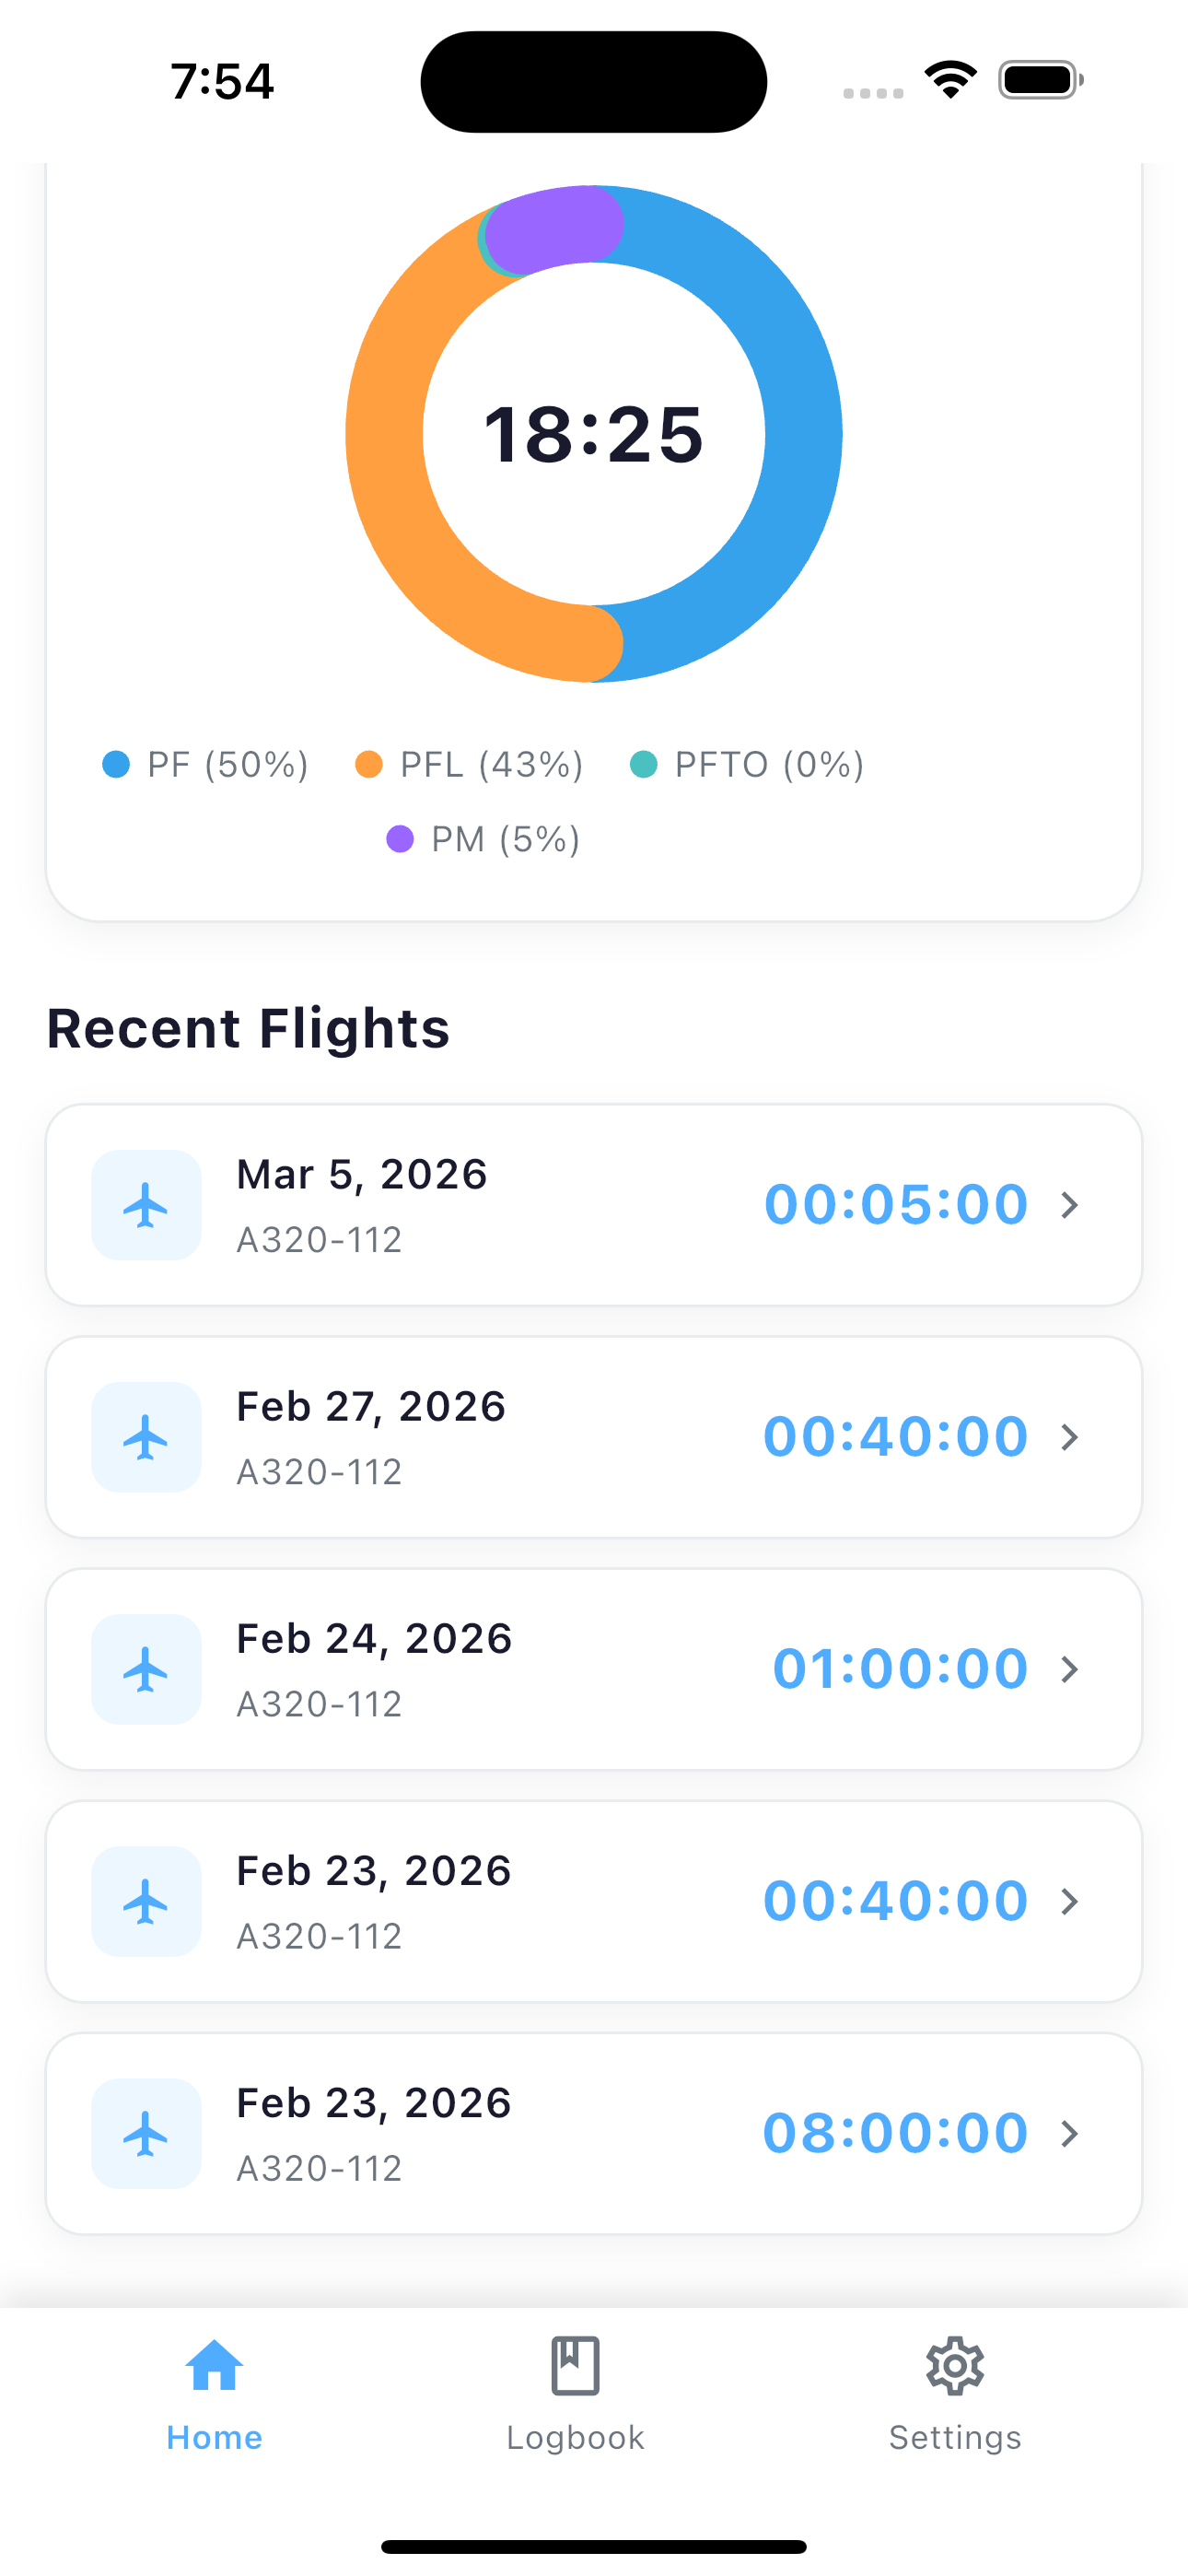 7:54
18:25
PF (50%) PFL (43%) PFTO (0%)
PM (5%)
Recent Flights
Mar 5, 2026
A320-112
00:05:00
Feb 27, 2026
A320-112
00:40:00
Feb 24, 2026
A320-112
01:00:00
Feb 23, 2026
A320-112
00:40:00
Feb 23, 2026
A320-112
08:00:00
Home Logbook Settings